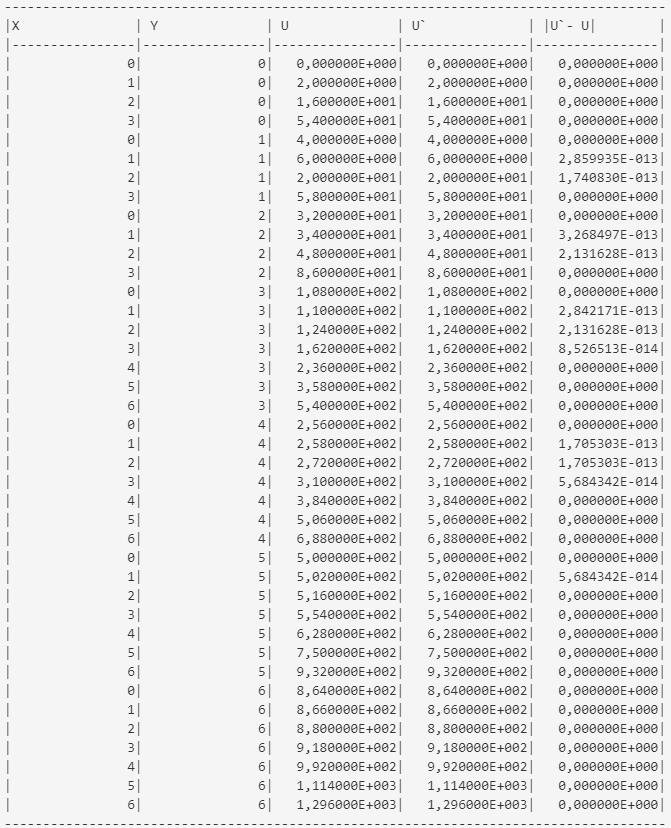 -----------------------------------------------------------------------------------
|X               | Y             | U              | U`             | |U`- U|        |
|----------------|---------------|----------------|----------------|----------------|
|               0|              0|  0,000000E+000|  0,000000E+000|  0,000000E+000|
|               1|              0|  2,000000E+000|  2,000000E+000|  0,000000E+000|
|               2|              0|  1,600000E+001|  1,600000E+001|  0,000000E+000|
|               3|              0|  5,400000E+001|  5,400000E+001|  0,000000E+000|
|               0|              1|  4,000000E+000|  4,000000E+000|  0,000000E+000|
|               1|              1|  6,000000E+000|  6,000000E+000|  2,859935E-013|
|               2|              1|  2,000000E+001|  2,000000E+001|  1,740830E-013|
|               3|              1|  5,800000E+001|  5,800000E+001|  0,000000E+000|
|               0|              2|  3,200000E+001|  3,200000E+001|  0,000000E+000|
|               1|              2|  3,400000E+001|  3,400000E+001|  3,268497E-013|
|               2|              2|  4,800000E+001|  4,800000E+001|  2,131628E-013|
|               3|              2|  8,600000E+001|  8,600000E+001|  0,000000E+000|
|               0|              3|  1,080000E+002|  1,080000E+002|  0,000000E+000|
|               1|              3|  1,100000E+002|  1,100000E+002|  2,842171E-013|
|               2|              3|  1,240000E+002|  1,240000E+002|  2,131628E-013|
|               3|              3|  1,620000E+002|  1,620000E+002|  8,526513E-014|
|               4|              3|  2,360000E+002|  2,360000E+002|  0,000000E+000|
|               5|              3|  3,580000E+002|  3,580000E+002|  0,000000E+000|
|               6|              3|  5,400000E+002|  5,400000E+002|  0,000000E+000|
|               0|              4|  2,560000E+002|  2,560000E+002|  0,000000E+000|
|               1|              4|  2,580000E+002|  2,580000E+002|  1,705303E-013|
|               2|              4|  2,720000E+002|  2,720000E+002|  1,705303E-013|
|               3|              4|  3,100000E+002|  3,100000E+002|  5,684342E-014|
|               4|              4|  3,840000E+002|  3,840000E+002|  0,000000E+000|
|               5|              4|  5,060000E+002|  5,060000E+002|  0,000000E+000|
|               6|              4|  6,880000E+002|  6,880000E+002|  0,000000E+000|
|               0|              5|  5,000000E+002|  5,000000E+002|  0,000000E+000|
|               1|              5|  5,020000E+002|  5,020000E+002|  5,684342E-014|
|               2|              5|  5,160000E+002|  5,160000E+002|  0,000000E+000|
|               3|              5|  5,540000E+002|  5,540000E+002|  0,000000E+000|
|               4|              5|  6,280000E+002|  6,280000E+002|  0,000000E+000|
|               5|              5|  7,500000E+002|  7,500000E+002|  0,000000E+000|
|               6|              5|  9,320000E+002|  9,320000E+002|  0,000000E+000|
|               0|              6|  8,640000E+002|  8,640000E+002|  0,000000E+000|
|               1|              6|  8,660000E+002|  8,660000E+002|  0,000000E+000|
|               2|              6|  8,800000E+002|  8,800000E+002|  0,000000E+000|
|               3|              6|  9,180000E+002|  9,180000E+002|  0,000000E+000|
|               4|              6|  9,920000E+002|  9,920000E+002|  0,000000E+000|
|               5|              6|  1,114000E+003|  1,114000E+003|  0,000000E+000|
|               6|              6|  1,296000E+003|  1,296000E+003|  0,000000E+000|
-----------------------------------------------------------------------------------